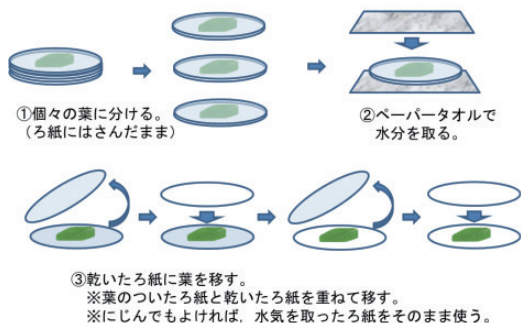 ①個々の葉に分ける。
（ろ紙にはさんだまま）
②ペーパータオルで
水分を取る。
③乾いたろ紙に葉を移す。
※葉のついたろ紙と乾いたろ紙を重ねて移す。
※にじんでもよければ，水気を取ったろ紙をそのまま使う。